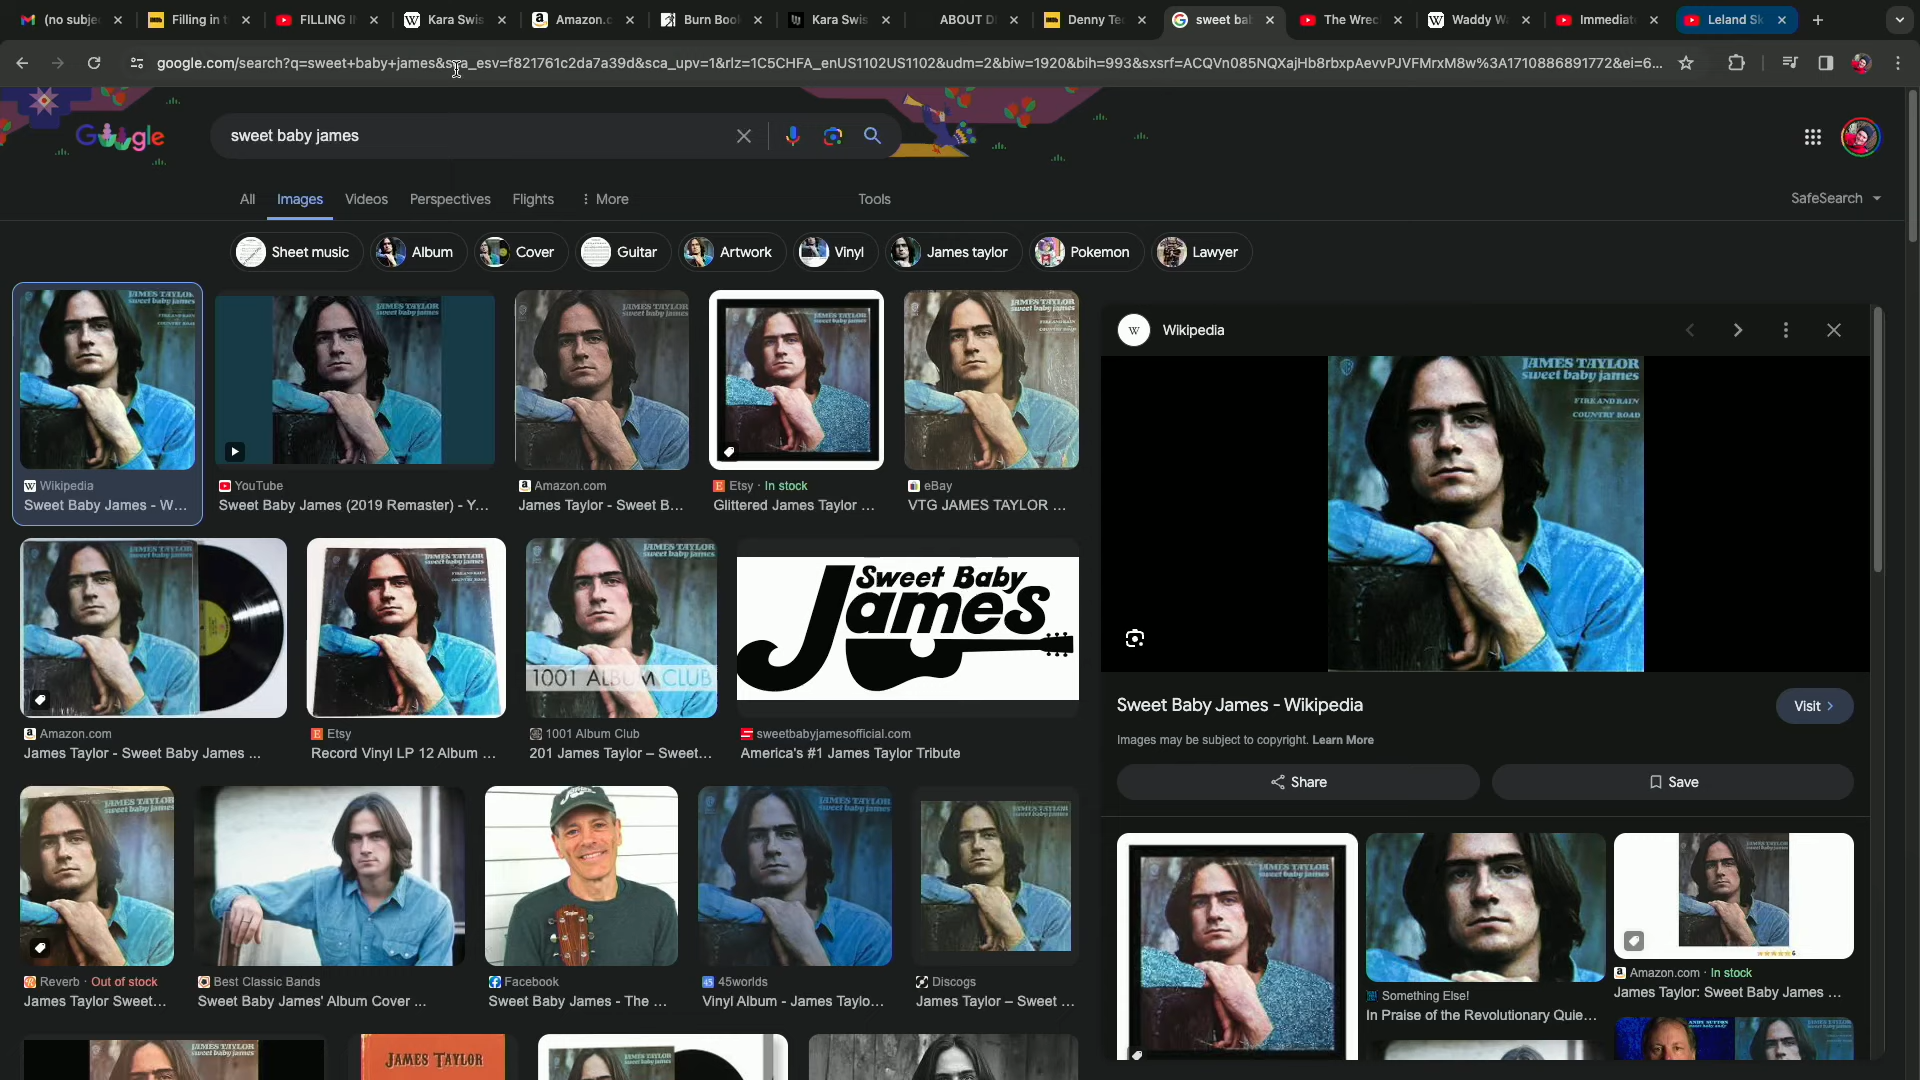 (no subje
Filling in t
FILLING I
Kara Swis
Amazon.c
Burn Boo
Kara Swis
ABOUT D
Denny Te
sweet bab
The Wrec
Waddy W
Immediat
Leland Sk
google.com/search?q=sweet+baby+james&sca_esv=f821761c2da7a39d&sca_upv=1&rlz=1C5CHFA_enUS1102US1102&udm=2&biw=1920&bih=993&sxsrf=ACQVn085NQXajHb8rbxpAevvPJVFMrxM8w%3A1710886891772&ei=6...
Google
sweet baby james
All Images Videos Perspectives Flights More Tools
SafeSearch
Sheet music Album Cover Guitar Artwork Vinyl James taylor Pokemon Lawyer
Wikipedia
Sweet Baby James - W...
YouTube
Sweet Baby James (2019 Remaster) - Y...
Amazon.com
James Taylor - Sweet B...
Etsy · In stock
Glittered James Taylor ...
eBay
VTG JAMES TAYLOR ...
1001 ALBUM CLUB
Sweet Baby
James
Amazon.com
James Taylor - Sweet Baby James ...
Etsy
Record Vinyl LP 12 Album ...
1001 Album Club
201 James Taylor – Sweet...
sweetbabyjamesofficial.com
America's #1 James Taylor Tribute
Reverb · Out of stock
James Taylor Sweet...
Best Classic Bands
Sweet Baby James' Album Cover ...
Facebook
Sweet Baby James - The ...
45worlds
Vinyl Album - James Taylo...
Discogs
James Taylor – Sweet ...
JAMES TAYLOR
Wikipedia
JAMES TAYLOR
sweet baby james
FIRE AND RAIN
COUNTRY ROAD
Sweet Baby James - Wikipedia
Visit
Images may be subject to copyright. Learn More
Share
Save
Something Else!
In Praise of the Revolutionary Quie...
Amazon.com · In stock
James Taylor: Sweet Baby James ...